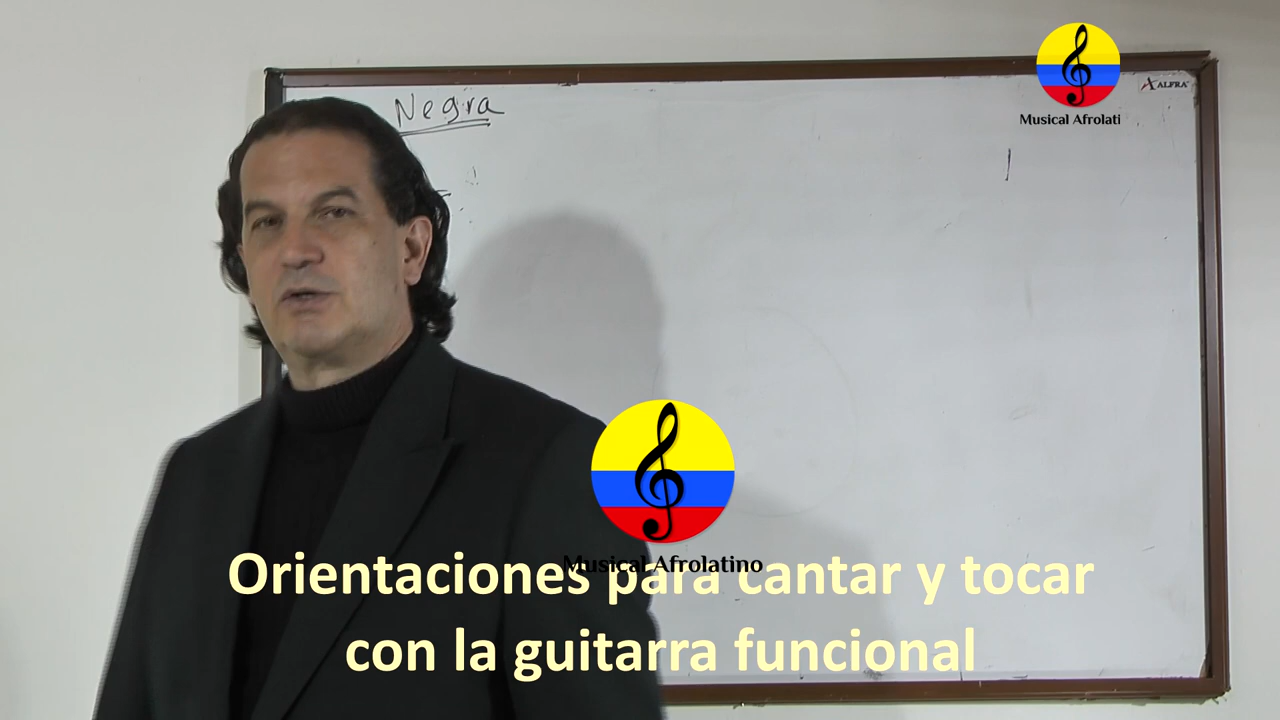 Negra
ALFRA
Musical Afrolati
Musical Afrolatino
Orientaciones para cantar y tocar
con la guitarra funcional